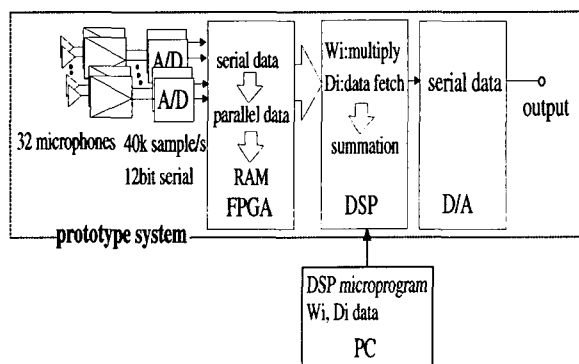 A/D
A/D
32 microphones
40k sample/s
12bit serial
serial data
parallel data
RAM
FPGA
Wi:multiply
Di:data fetch
summation
DSP
serial data
D/A
output
prototype system
DSP microprogram
Wi, Di data
PC